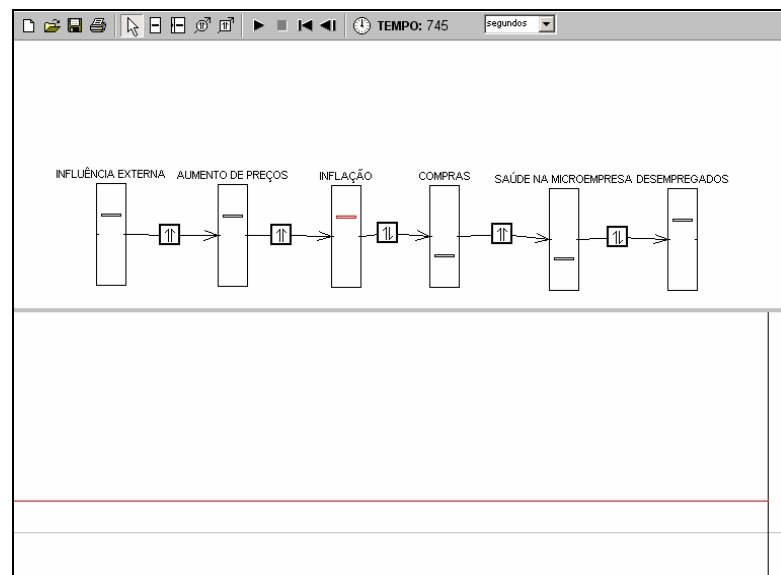 TEMPO: 745 segundos
INFLUÊNCIA EXTERNA AUMENTO DE PREÇOS INFLAÇÃO COMPRAS SAÚDE NA MICROEMPRESA DESEMPREGADOS